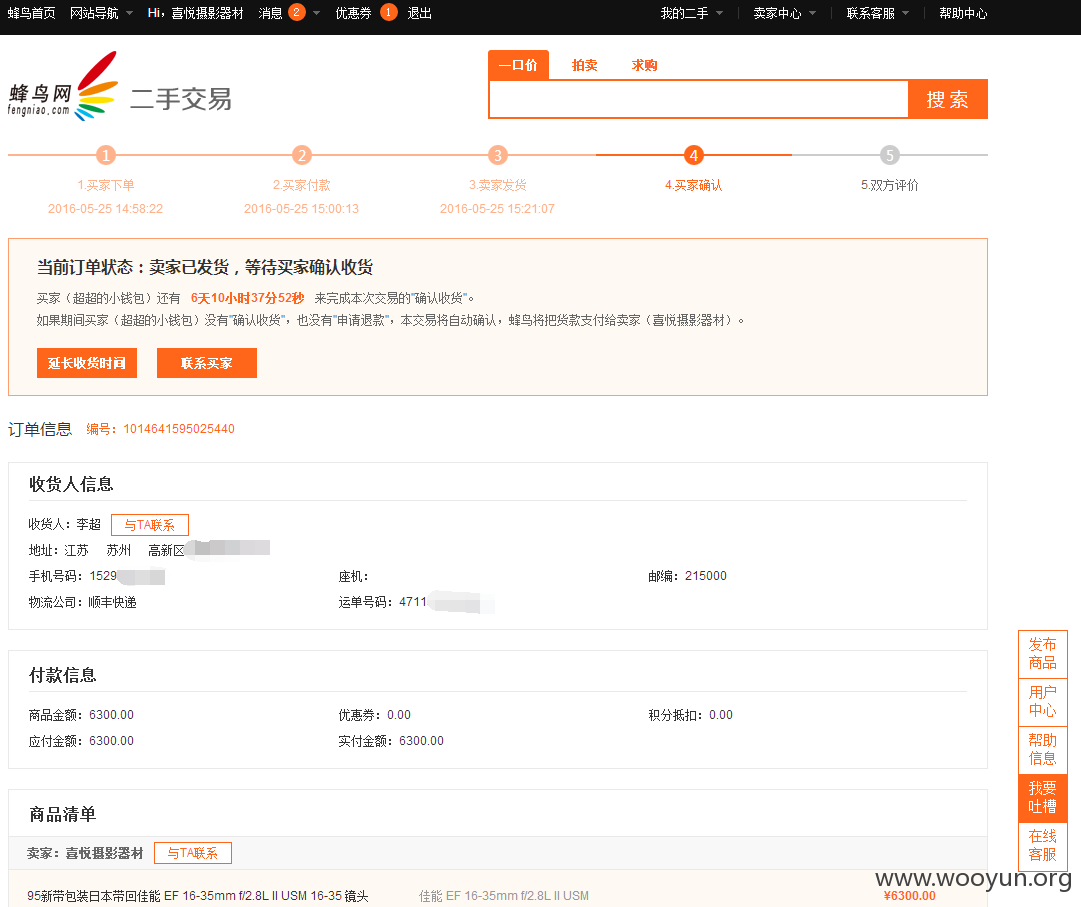 蜂鸟首页 网站导航 Hi，喜悦摄影器材 消息 2 优惠券 1 退出 我的二手 卖家中心 联系客服 帮助中心
蜂鸟网
fengniao.com
二手交易
一口价 拍卖 求购
搜 索
1 2 3 4 5
1.买家下单 2.买家付款 3.卖家发货 4.买家确认 5.双方评价
2016-05-25 14:58:22 2016-05-25 15:00:13 2016-05-25 15:21:07
当前订单状态：卖家已发货，等待买家确认收货
买家（超超的小钱包）还有 6天10小时37分52秒 来完成本次交易的"确认收货"。
如果期间买家（超超的小钱包）没有"确认收货"，也没有"申请退款"，本交易将自动确认，蜂鸟将把货款支付给卖家（喜悦摄影器材）。
延长收货时间 联系买家
订单信息 编号：1014641595025440
收货人信息
收货人：李超 与TA联系
地址：江苏 苏州 高新区
手机号码：1529 座机： 邮编：215000
物流公司：顺丰快递 运单号码：4711
付款信息
商品金额：6300.00 优惠券：0.00 积分抵扣：0.00
应付金额：6300.00 实付金额：6300.00
商品清单
卖家：喜悦摄影器材 与TA联系
95新带包装日本带回佳能 EF 16-35mm f/2.8L II USM 16-35 镜头 佳能 EF 16-35mm f/2.8L II USM ¥6300.00
发布
商品
用户
中心
帮助
信息
我要
吐槽
在线
客服
www.wooyun.org